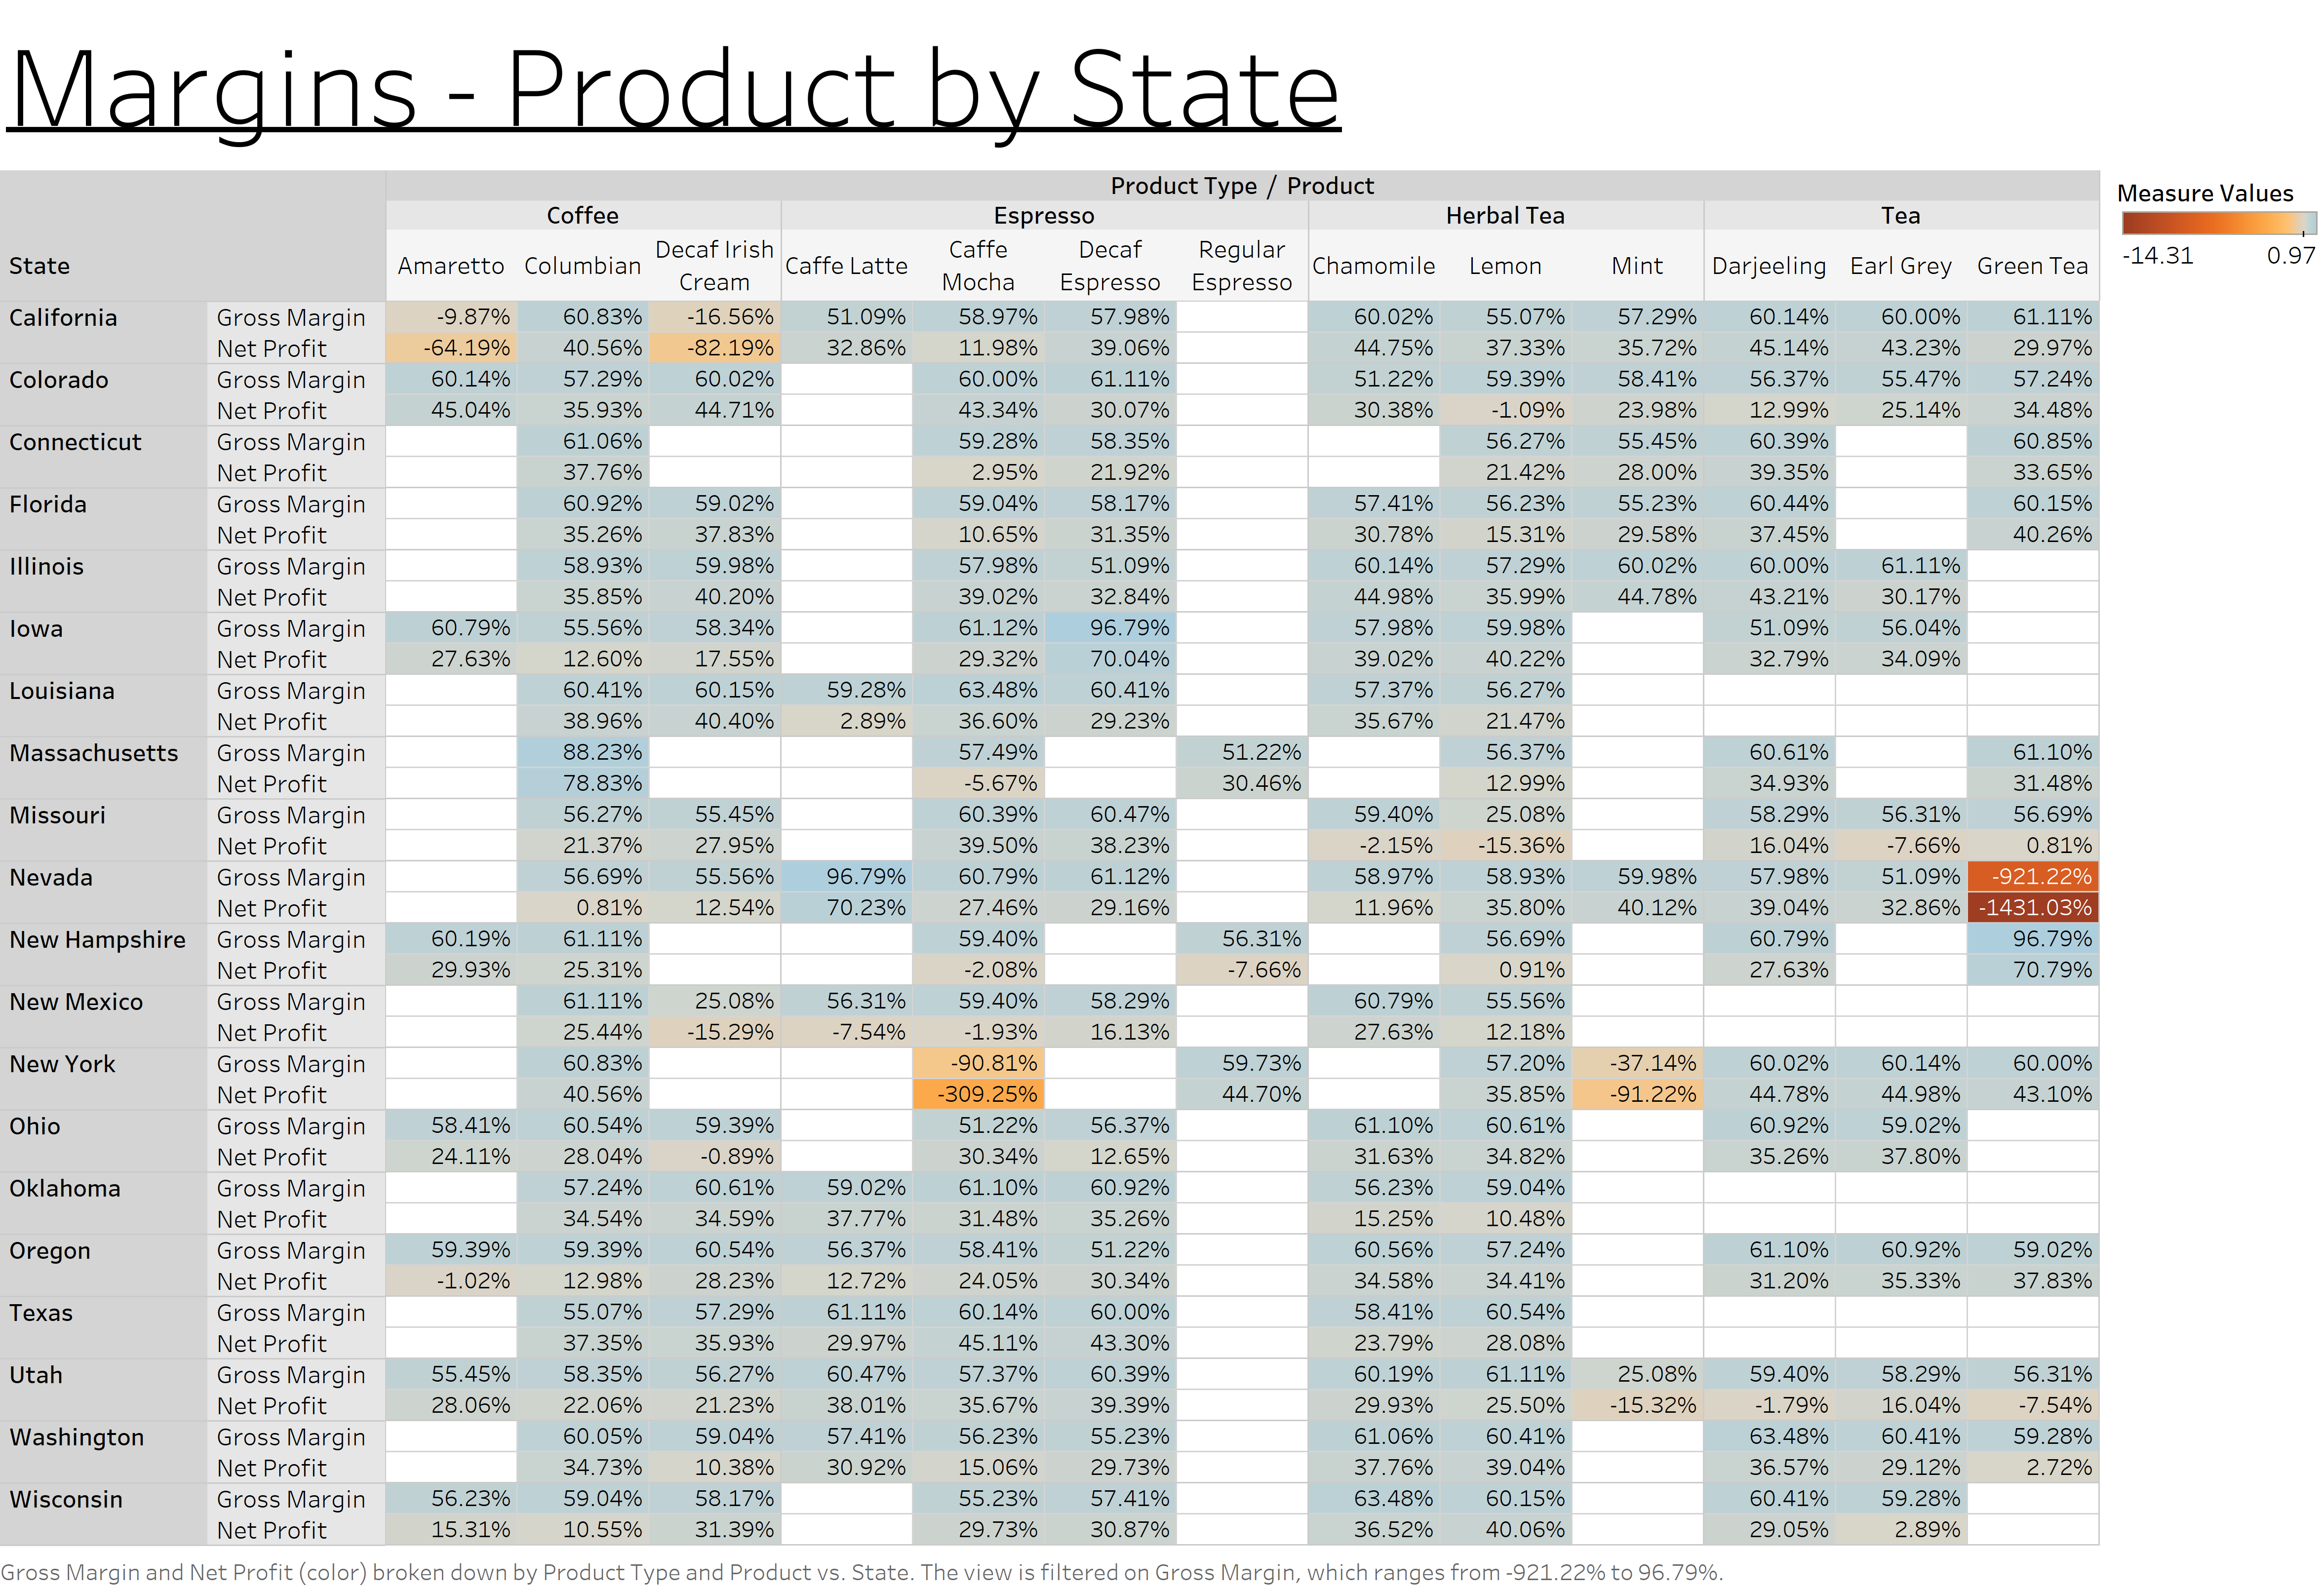 Margins - Product by State
Product Type / Product
Measure Values
-14.31 0.97
Coffee Espresso Herbal Tea Tea
State Amaretto Columbian Decaf Irish Cream Caffe Latte Caffe Mocha Decaf Espresso Regular Espresso Chamomile Lemon Mint Darjeeling Earl Grey Green Tea
California Gross Margin -9.87% 60.83% -16.56% 51.09% 58.97% 57.98% 60.02% 55.07% 57.29% 60.14% 60.00% 61.11%
Net Profit -64.19% 40.56% -82.19% 32.86% 11.98% 39.06% 44.75% 37.33% 35.72% 45.14% 43.23% 29.97%
Colorado Gross Margin 60.14% 57.29% 60.02% 60.00% 61.11% 51.22% 59.39% 58.41% 56.37% 55.47% 57.24%
Net Profit 45.04% 35.93% 44.71% 43.34% 30.07% 30.38% -1.09% 23.98% 12.99% 25.14% 34.48%
Connecticut Gross Margin 61.06% 59.28% 58.35% 56.27% 55.45% 60.39% 60.85%
Net Profit 37.76% 2.95% 21.92% 21.42% 28.00% 39.35% 33.65%
Florida Gross Margin 60.92% 59.02% 59.04% 58.17% 57.41% 56.23% 55.23% 60.44% 60.15%
Net Profit 35.26% 37.83% 10.65% 31.35% 30.78% 15.31% 29.58% 37.45% 40.26%
Illinois Gross Margin 58.93% 59.98% 57.98% 51.09% 60.14% 57.29% 60.02% 60.00% 61.11%
Net Profit 35.85% 40.20% 39.02% 32.84% 44.98% 35.99% 44.78% 43.21% 30.17%
Iowa Gross Margin 60.79% 55.56% 58.34% 61.12% 96.79% 57.98% 59.98% 51.09% 56.04%
Net Profit 27.63% 12.60% 17.55% 29.32% 70.04% 39.02% 40.22% 32.79% 34.09%
Louisiana Gross Margin 60.41% 60.15% 59.28% 63.48% 60.41% 57.37% 56.27%
Net Profit 38.96% 40.40% 2.89% 36.60% 29.23% 35.67% 21.47%
Massachusetts Gross Margin 88.23% 57.49% 51.22% 56.37% 60.61% 61.10%
Net Profit 78.83% -5.67% 30.46% 12.99% 34.93% 31.48%
Missouri Gross Margin 56.27% 55.45% 60.39% 60.47% 59.40% 25.08% 58.29% 56.31% 56.69%
Net Profit 21.37% 27.95% 39.50% 38.23% -2.15% -15.36% 16.04% -7.66% 0.81%
Nevada Gross Margin 56.69% 55.56% 96.79% 60.79% 61.12% 58.97% 58.93% 59.98% 57.98% 51.09% -921.22%
Net Profit 0.81% 12.54% 70.23% 27.46% 29.16% 11.96% 35.80% 40.12% 39.04% 32.86% -1431.03%
New Hampshire Gross Margin 60.19% 61.11% 59.40% 56.31% 56.69% 60.79% 96.79%
Net Profit 29.93% 25.31% -2.08% -7.66% 0.91% 27.63% 70.79%
New Mexico Gross Margin 61.11% 25.08% 56.31% 59.40% 58.29% 60.79% 55.56%
Net Profit 25.44% -15.29% -7.54% -1.93% 16.13% 27.63% 12.18%
New York Gross Margin 60.83% -90.81% 59.73% 57.20% -37.14% 60.02% 60.14% 60.00%
Net Profit 40.56% -309.25% 44.70% 35.85% -91.22% 44.78% 44.98% 43.10%
Ohio Gross Margin 58.41% 60.54% 59.39% 51.22% 56.37% 61.10% 60.61% 60.92% 59.02%
Net Profit 24.11% 28.04% -0.89% 30.34% 12.65% 31.63% 34.82% 35.26% 37.80%
Oklahoma Gross Margin 57.24% 60.61% 59.02% 61.10% 60.92% 56.23% 59.04%
Net Profit 34.54% 34.59% 37.77% 31.48% 35.26% 15.25% 10.48%
Oregon Gross Margin 59.39% 59.39% 60.54% 56.37% 58.41% 51.22% 60.56% 57.24% 61.10% 60.92% 59.02%
Net Profit -1.02% 12.98% 28.23% 12.72% 24.05% 30.34% 34.58% 34.41% 31.20% 35.33% 37.83%
Texas Gross Margin 55.07% 57.29% 61.11% 60.14% 60.00% 58.41% 60.54%
Net Profit 37.35% 35.93% 29.97% 45.11% 43.30% 23.79% 28.08%
Utah Gross Margin 55.45% 58.35% 56.27% 60.47% 57.37% 60.39% 60.19% 61.11% 25.08% 59.40% 58.29% 56.31%
Net Profit 28.06% 22.06% 21.23% 38.01% 35.67% 39.39% 29.93% 25.50% -15.32% -1.79% 16.04% -7.54%
Washington Gross Margin 60.05% 59.04% 57.41% 56.23% 55.23% 61.06% 60.41% 63.48% 60.41% 59.28%
Net Profit 34.73% 10.38% 30.92% 15.06% 29.73% 37.76% 39.04% 36.57% 29.12% 2.72%
Wisconsin Gross Margin 56.23% 59.04% 58.17% 55.23% 57.41% 63.48% 60.15% 60.41% 59.28%
Net Profit 15.31% 10.55% 31.39% 29.73% 30.87% 36.52% 40.06% 29.05% 2.89%
Gross Margin and Net Profit (color) broken down by Product Type and Product vs. State. The view is filtered on Gross Margin, which ranges from -921.22% to 96.79%.